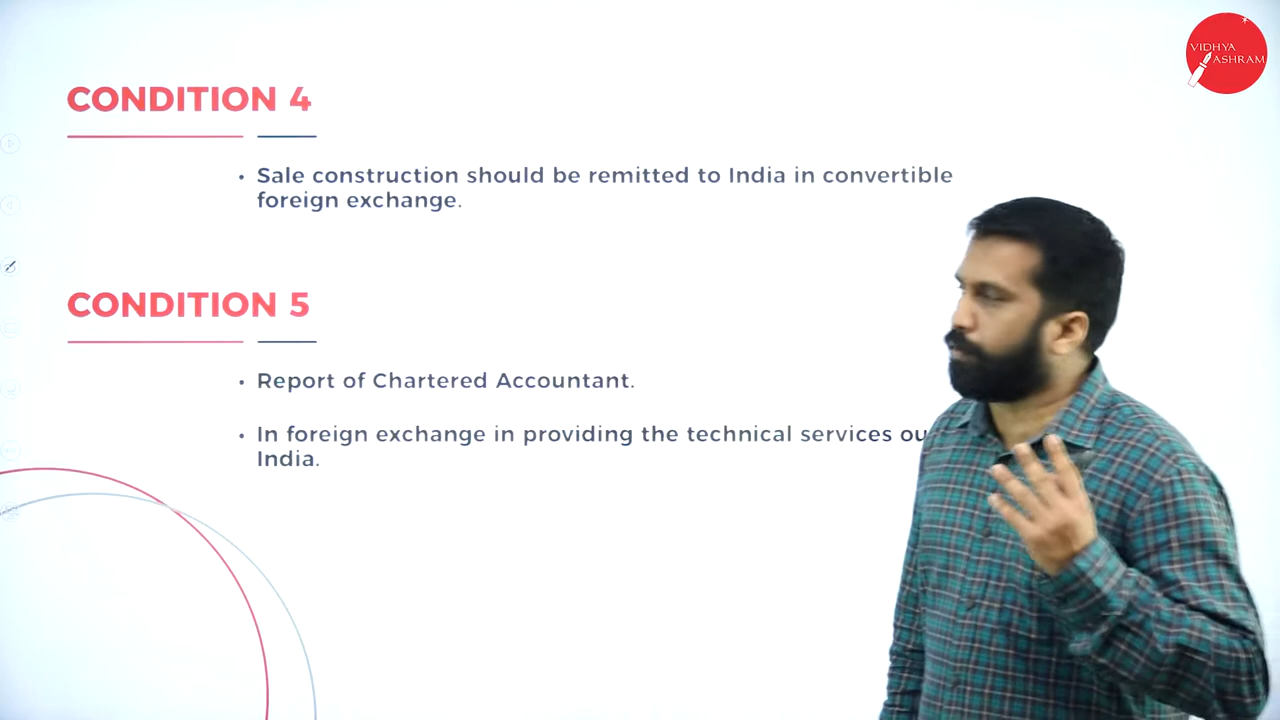 VIDHYA
ASHRAM
CONDITION 4
• Sale construction should be remitted to India in convertible
foreign exchange.
CONDITION 5
• Report of Chartered Accountant.
• In foreign exchange in providing the technical services
India.